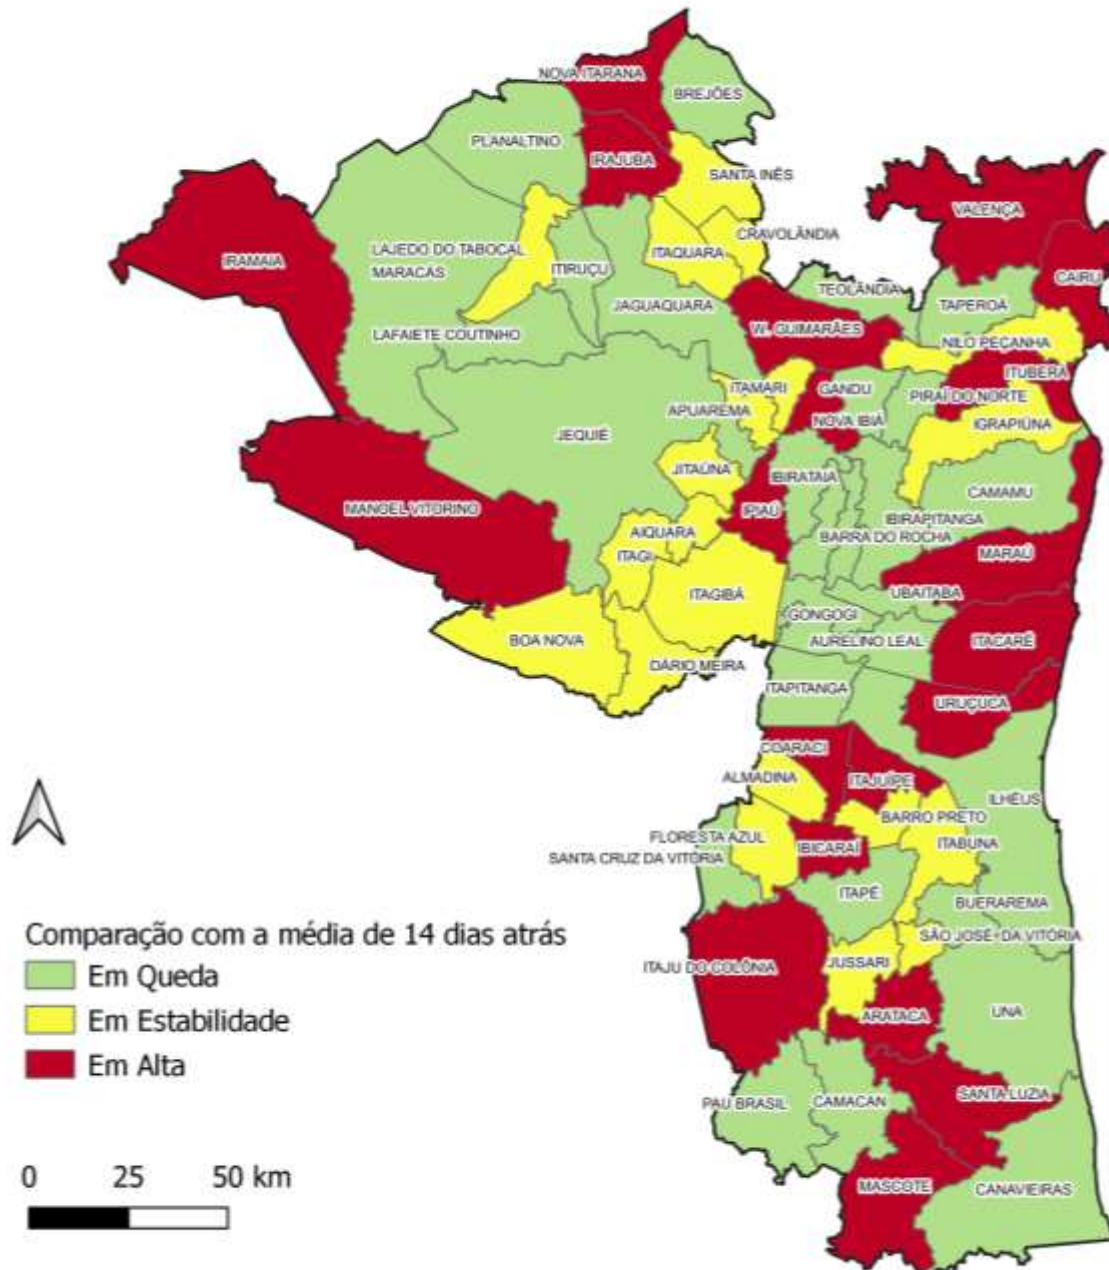 NOVA ITARANA
BREJÕES
PLANALTINO
IRAJUBA
SANTA INÊS
VALENÇA
CRAVOLÂNDIA
LAJEDO DO TABOCAL
ITAQUARA
IRAMAIA
MARACÁS
ITIRUÇU
CAIRU
TEOLÂNDIA
JAGUAQUARA
TAPEROÁ
LAFAIETE COUTINHO
W. GUIMARÃES
NILO PEÇANHA
ITUBERÁ
ITAMARI
GANDU
PIRAÍ DO NORTE
APUAREMA
NOVA IBIÁ
IGRAPIÚNA
JEQUIÉ
JITAÚNA
IBIRATAIA
CAMAMU
MANOEL VITORINO
IPIAÚ
IBIRAPITANGA
AIQUARA
BARRA DO ROCHA
ITAGI
MARAÚ
ITAGIBÁ
UBAITABA
GONGOGI
BOA NOVA
AURELINO LEAL
ITACARÉ
DÁRIO MEIRA
ITAPITANGA
URUÇUCA
COARACI
ALMADINA
ITAJUÍPE
ILHÉUS
BARRO PRETO
FLORESTA AZUL
IBICARAÍ
ITABUNA
SANTA CRUZ DA VITÓRIA
ITAPÉ
BUERAREMA
SÃO JOSÉ DA VITÓRIA
ITAJU DO COLÔNIA
JUSSARI
ARATACA
UNA
SANTA LUZIA
PAU BRASIL
CAMACAN
MASCOTE
CANAVIEIRAS
Comparação com a média de 14 dias atrás
Em Queda
Em Estabilidade
Em Alta
0 25 50 km